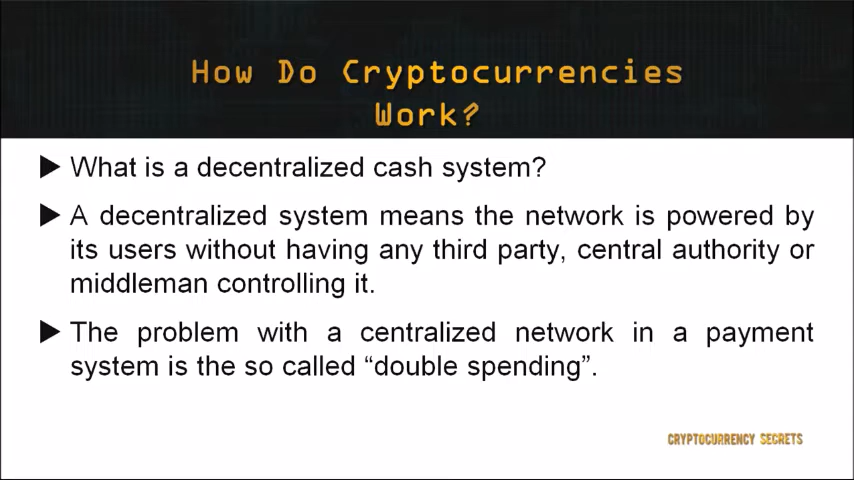 How Do Cryptocurrencies
Work?
▶ What is a decentralized cash system?
▶ A decentralized system means the network is powered by
its users without having any third party, central authority or
middleman controlling it.
▶ The problem with a centralized network in a payment
system is the so called “double spending”.
CRYPTOCURRENCY SECRETS